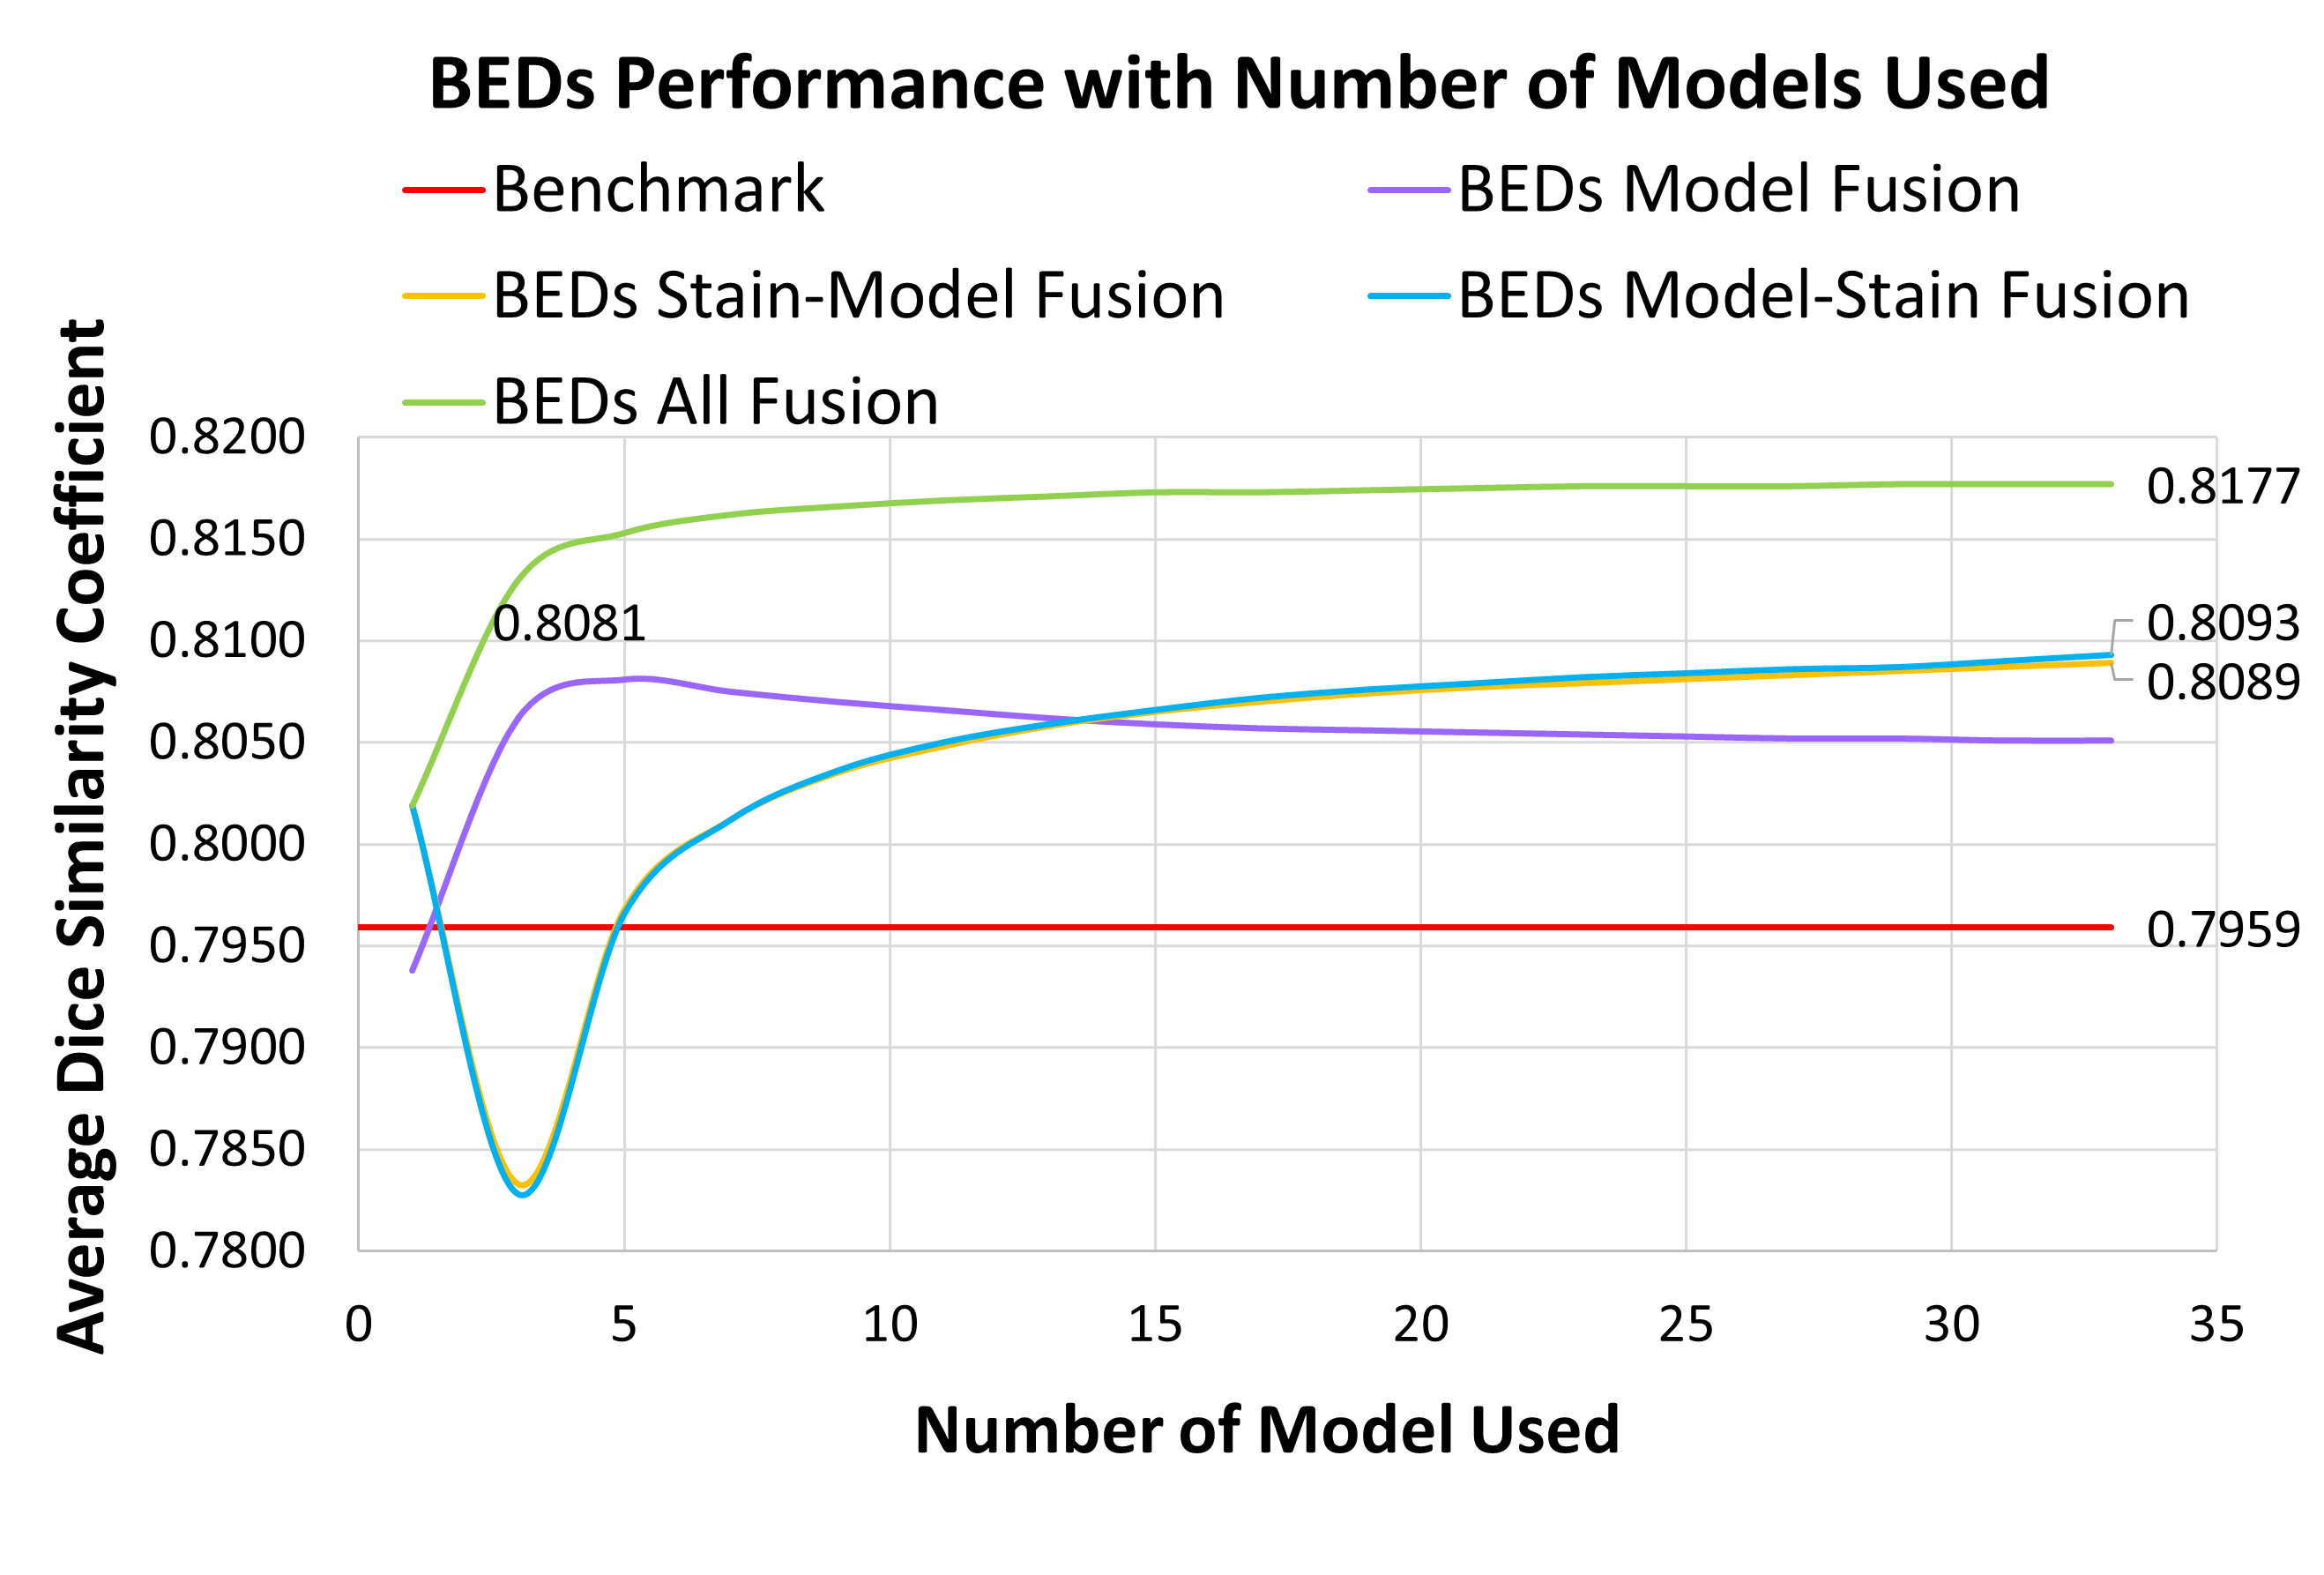 BEDs Performance with Number of Models Used
Benchmark
BEDs Model Fusion
BEDs Stain-Model Fusion
BEDs Model-Stain Fusion
BEDs All Fusion
Average Dice Similarity Coefficient
0.8200
0.8150
0.8100
0.8050
0.8000
0.7950
0.7900
0.7850
0.7800
0.8177
0.8081
0.8093
0.8089
0.7959
0 5 10 15 20 25 30 35
Number of Model Used